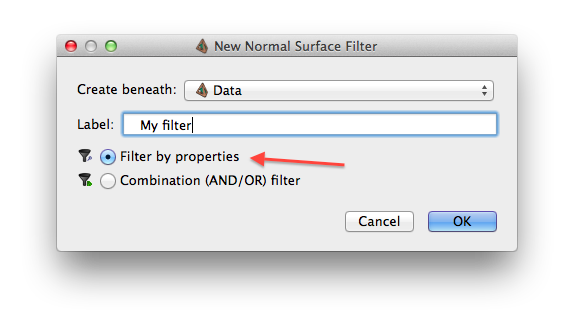 New Normal Surface Filter
Create beneath: Data
Label: My filter
Filter by properties
Combination (AND/OR) filter
Cancel OK